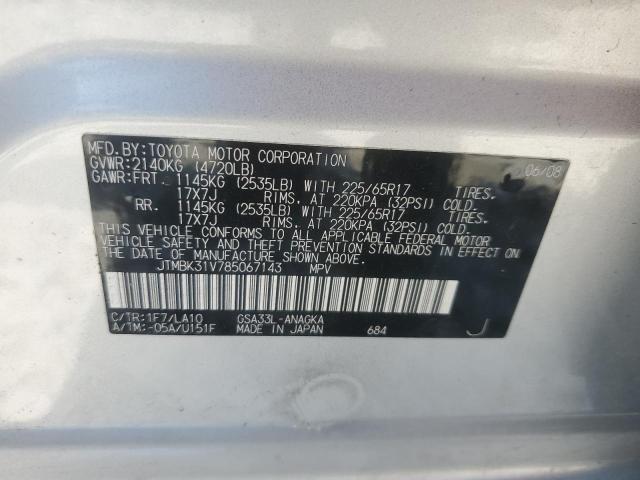 MFD.BY:TOYOTA MOTOR CORPORATION 06/08
GVWR:2140KG (4720LB)
GAWR:FRT. 1145KG (2535LB) WITH 225/65R17 TIRES.
17X7J RIMS. AT 220KPA (32PSI) COLD.
RR. 1145KG (2535LB) WITH 225/65R17 TIRES.
17X7J RIMS. AT 220KPA (32PSI) COLD.
THIS VEHICLE CONFORMS TO ALL APPLICABLE FEDERAL MOTOR
VEHICLE SAFETY AND THEFT PREVENTION STANDARDS IN EFFECT ON
THE DATE OF MANUFACTURE SHOWN ABOVE.
JTMBK31V785067143 MPV
C/TR:1F7/LA10 GSA33L-ANAGKA
A/TM:-05A/U151F MADE IN JAPAN 684 J